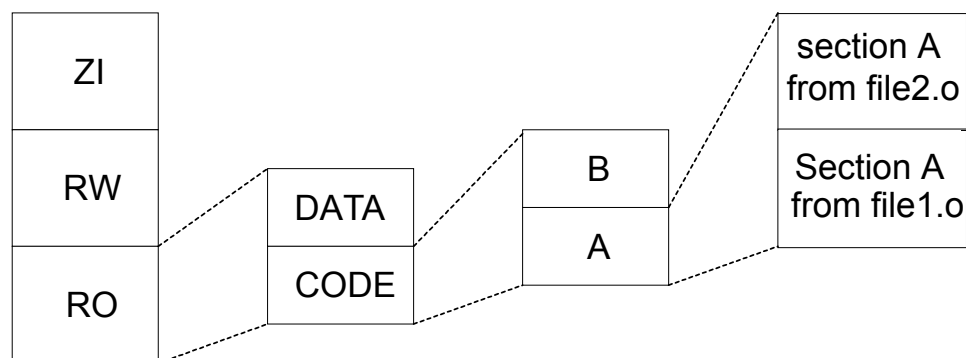 ZI
RW
RO
DATA
CODE
B
A
section A
from file2.o
Section A
from file1.o